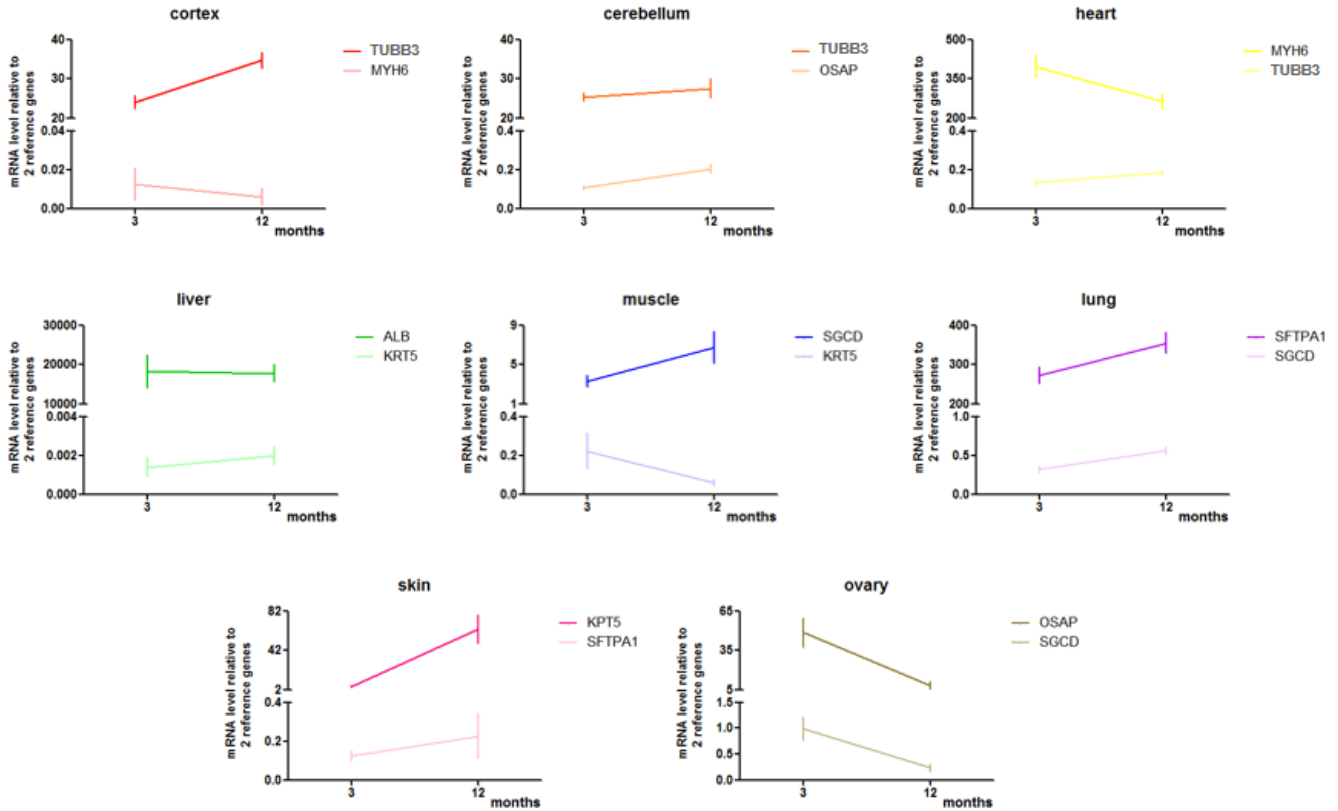 cortex
mRNA level relative to
2 reference genes
40
30
20
0.04
0.02
0.00
3
12
months
TUBB3
MYH6
cerebellum
mRNA level relative to
2 reference genes
40
30
20
0.4
0.2
0.0
3
12
months
TUBB3
OSAP
heart
mRNA level relative to
2 reference genes
500
350
200
0.4
0.2
0.0
3
12
months
MYH6
TUBB3
liver
mRNA level relative to
2 reference genes
30000
20000
10000
0.004
0.002
0.000
3
12
months
ALB
KRT5
muscle
mRNA level relative to
2 reference genes
9
5
1
0.4
0.2
0.0
3
12
months
SGCD
KRT5
lung
mRNA level relative to
2 reference genes
400
300
200
1.0
0.5
0.0
3
12
months
SFTPA1
SGCD
skin
mRNA level relative to
2 reference genes
82
42
2
0.4
0.2
0.0
3
12
months
KPT5
SFTPA1
ovary
mRNA level relative to
2 reference genes
65
35
5
1.5
1.0
0.5
0.0
3
12
months
OSAP
SGCD